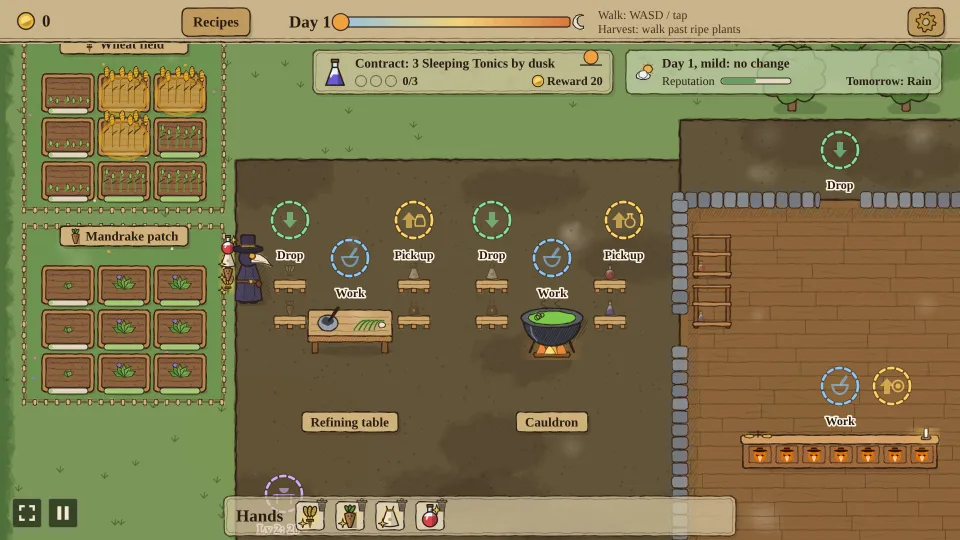 0
Recipes
Day 1
Walk: WASD / tap
Harvest: walk past ripe plants
Wheat field
Contract: 3 Sleeping Tonics by dusk
0/3
Reward 20
Day 1, mild: no change
Reputation
Tomorrow: Rain
Drop
Mandrake patch
Drop
Pick up
Drop
Pick up
Work
Work
Work
Refining table
Cauldron
Hands